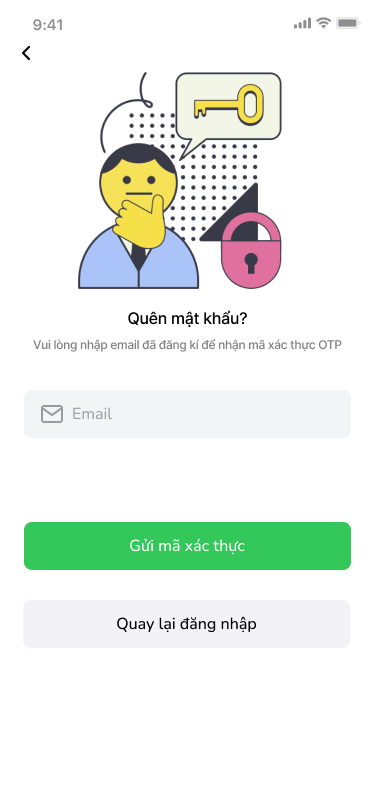 9:41
Quên mật khẩu?
Vui lòng nhập email đã đăng kí để nhận mã xác thực OTP
Email
Gửi mã xác thực
Quay lại đăng nhập